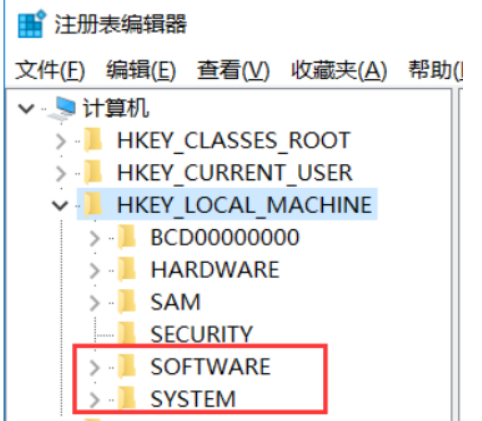 注册表编辑器
文件(F) 编辑(E) 查看(V) 收藏夹(A) 帮助(
计算机
HKEY_CLASSES_ROOT
HKEY_CURRENT_USER
HKEY_LOCAL_MACHINE
BCD00000000
HARDWARE
SAM
SECURITY
SOFTWARE
SYSTEM